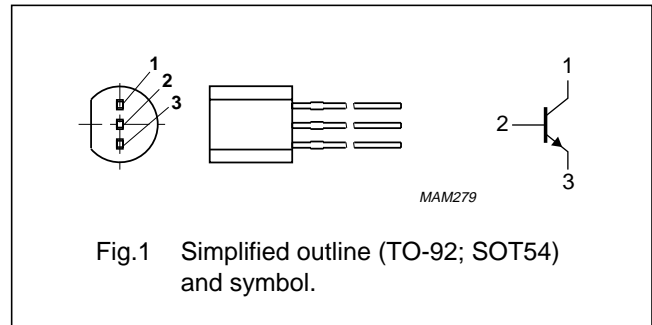 1
2
3
1
2
3
MAM279
Fig.1 Simplified outline (TO-92; SOT54)
and symbol.